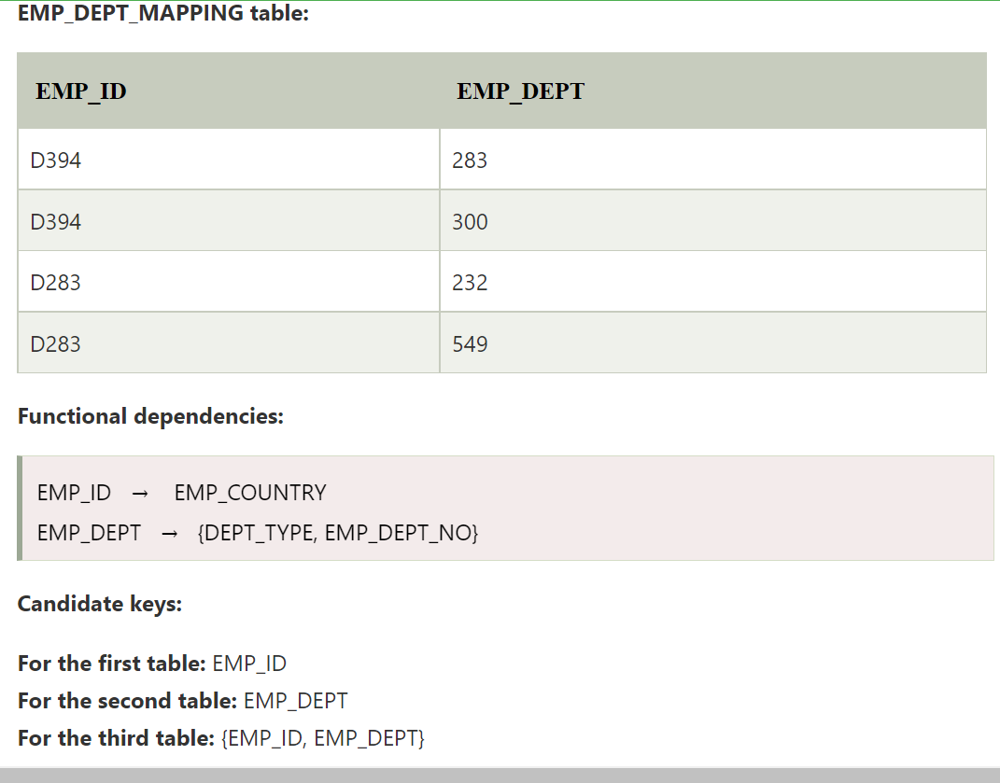 EMP_DEPT_MAPPING table:
EMP_ID EMP_DEPT
D394 283
D394 300
D283 232
D283 549
Functional dependencies:
EMP_ID → EMP_COUNTRY
EMP_DEPT → {DEPT_TYPE, EMP_DEPT_NO}
Candidate keys:
For the first table: EMP_ID
For the second table: EMP_DEPT
For the third table: {EMP_ID, EMP_DEPT}